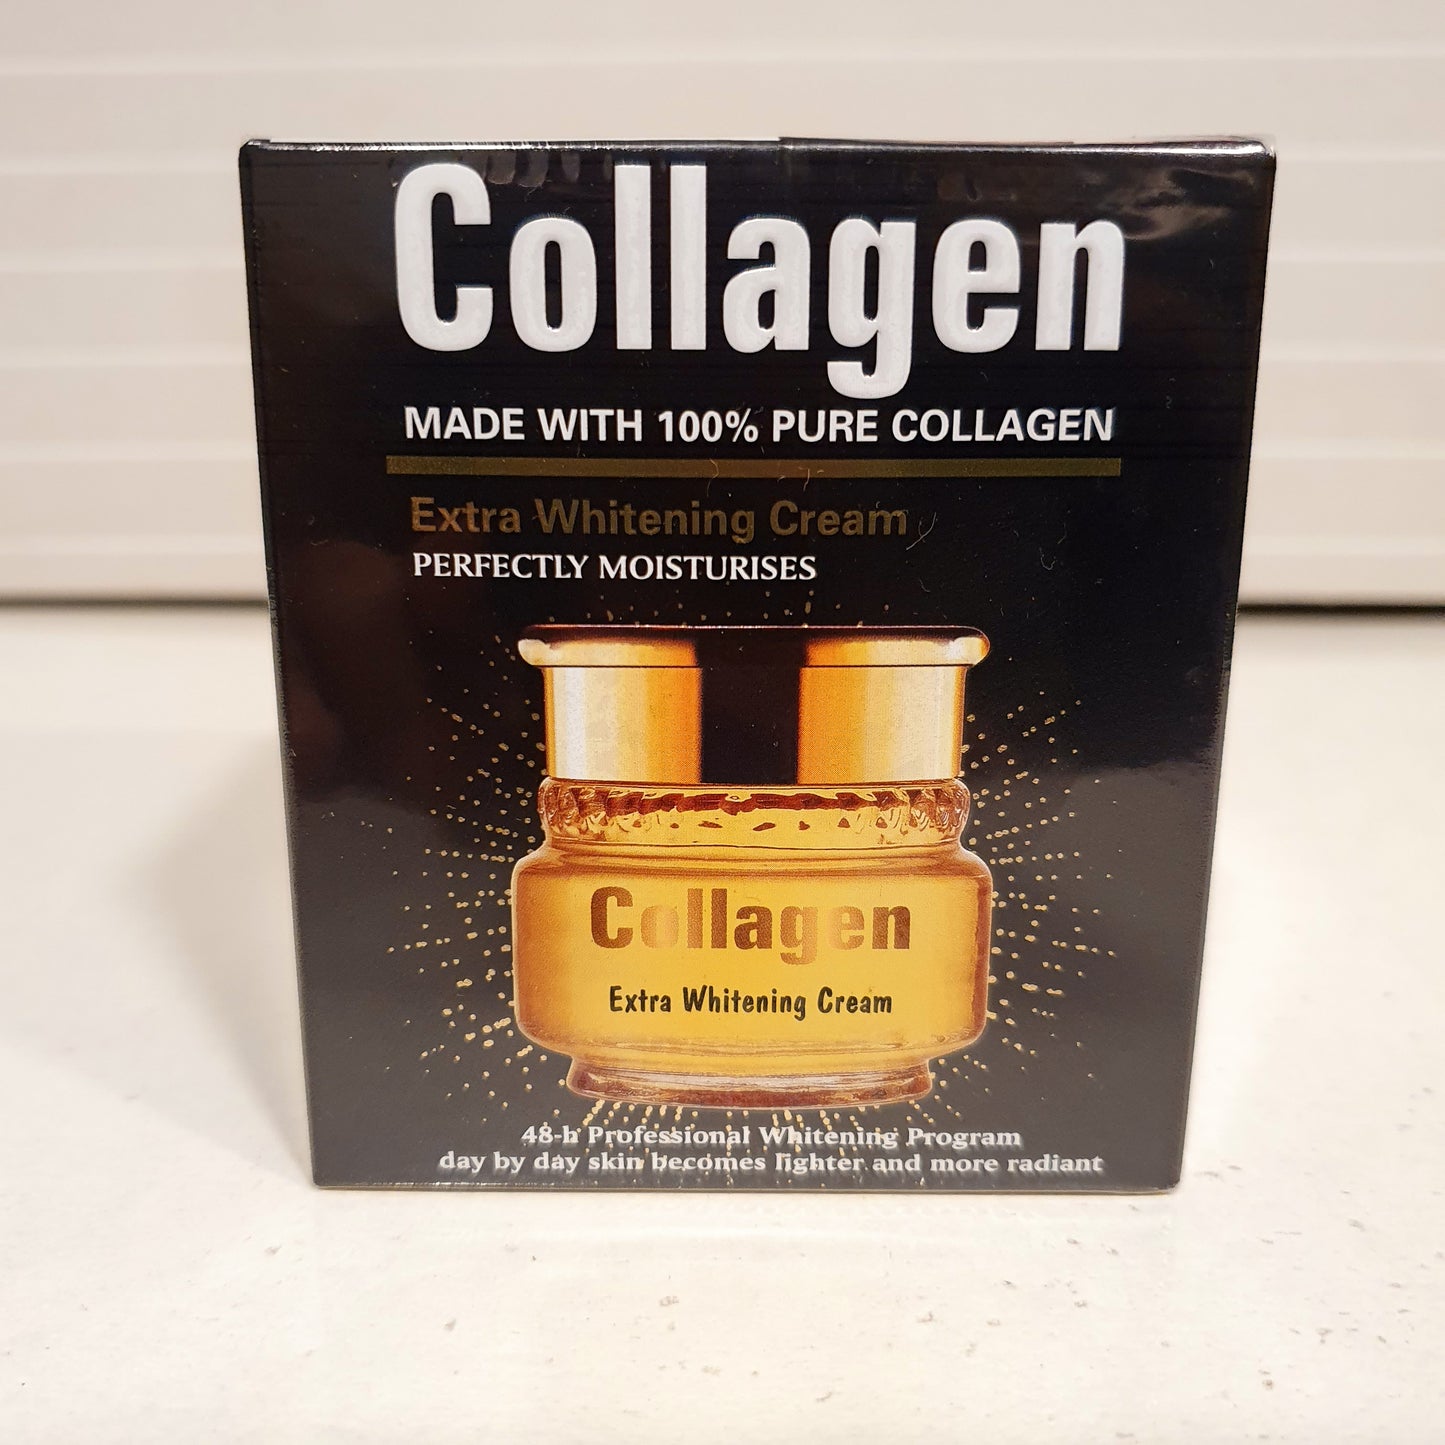 Collagen
MADE WITH 100% PURE COLLAGEN
Extra Whitening Cream
PERFECTLY MOISTURISES
Collagen
Extra Whitening Cream
48-h Professional Whitening Program
day by day skin becomes lighter and more radiant